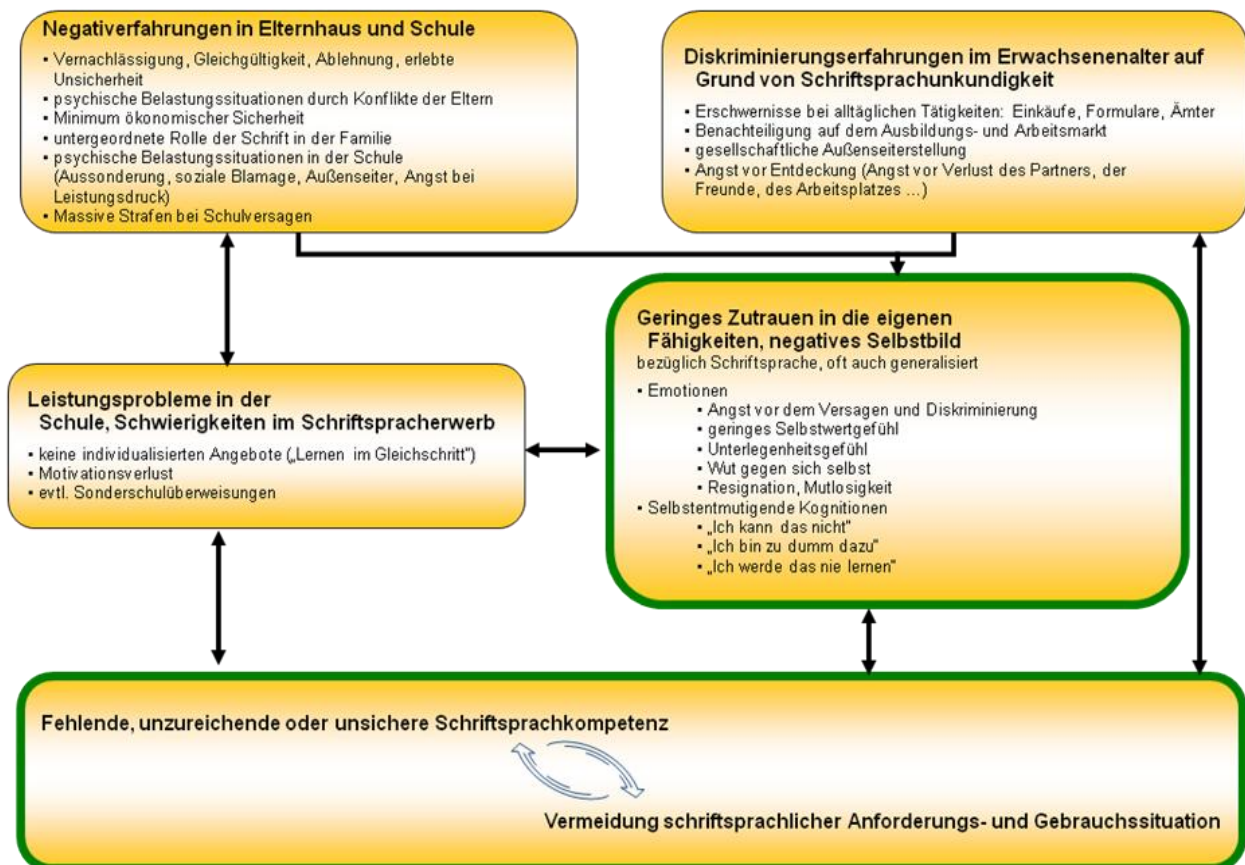 Negativerfahrungen in Elternhaus und Schule
▪ Vernachlässigung, Gleichgültigkeit, Ablehnung, erlebte
Unsicherheit
▪ psychische Belastungssituationen durch Konflikte der Eltern
▪ Minimum ökonomischer Sicherheit
▪ untergeordnete Rolle der Schrift in der Familie
▪ psychische Belastungssituationen in der Schule
(Aussonderung, soziale Blamage, Außenseiter, Angst bei
Leistungsdruck)
▪ Massive Strafen bei Schulversagen
Diskriminierungserfahrungen im Erwachsenenalter auf
Grund von Schriftsprachunkundigkeit
▪ Erschwernisse bei alltäglichen Tätigkeiten: Einkäufe, Formulare, Ämter
▪ Benachteiligung auf dem Ausbildungs- und Arbeitsmarkt
▪ gesellschaftliche Außenseiterstellung
▪ Angst vor Entdeckung (Angst vor Verlust des Partners, der
Freunde, des Arbeitsplatzes ...)
Geringes Zutrauen in die eigenen
Fähigkeiten, negatives Selbstbild
bezüglich Schriftsprache, oft auch generalisiert
▪ Emotionen
▪ Angst vor dem Versagen und Diskriminierung
▪ geringes Selbstwertgefühl
▪ Unterlegenheitsgefühl
▪ Wut gegen sich selbst
▪ Resignation, Mutlosigkeit
▪ Selbstentmutigende Kognitionen
▪ „Ich kann das nicht"
▪ „Ich bin zu dumm dazu"
▪ „Ich werde das nie lernen"
Leistungsprobleme in der
Schule, Schwierigkeiten im Schriftspracherwerb
▪ keine individualisierten Angebote („Lernen im Gleichschritt")
▪ Motivationsverlust
▪ evtl. Sonderschulüberweisungen
Fehlende, unzureichende oder unsichere Schriftsprachkompetenz
Vermeidung schriftsprachlicher Anforderungs- und Gebrauchssituation